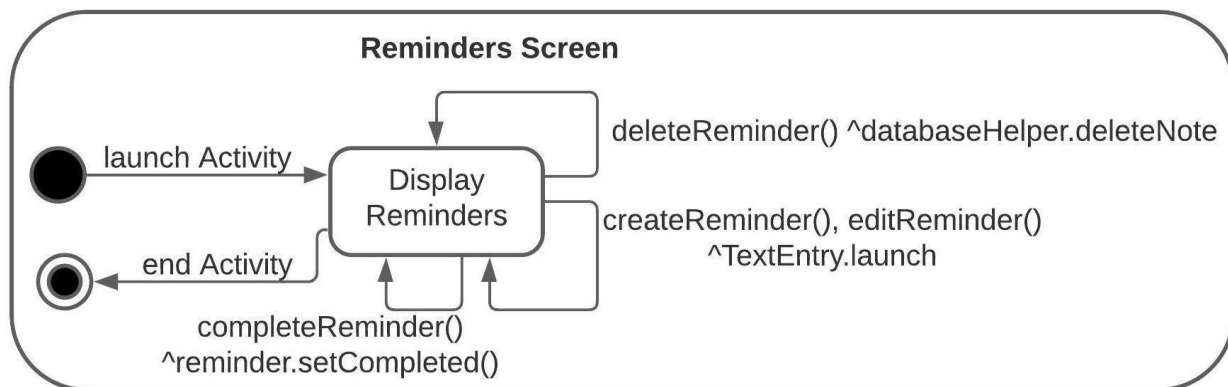 Reminders Screen
deleteReminder() ^databaseHelper.deleteNote
launch Activity
Display
Reminders
createReminder(), editReminder()
^TextEntry.launch
end Activity
completeReminder()
^reminder.setCompleted()